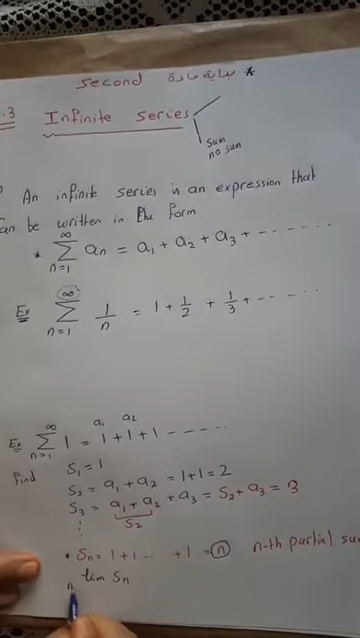 * بداية مادة second
.3 Infinite series
sum
no sum
An infinite series is an expression that
can be written in the form
* ∞ Σ n=1 an = a1 + a2 + a3 + ------
Ex ∞ Σ n=1 1/n = 1 + 1/2 + 1/3 + -----
a1 a2
Ex ∞ Σ n=1 1 = 1 + 1 + 1 -----
Find S1 = 1
S2 = a1 + a2 = 1+1 = 2
S3 = a1 + a2 + a3 = S2 + a3 = 3
S2
• Sn = 1+1 ... +1 = n n-th partial su
lim Sn
n